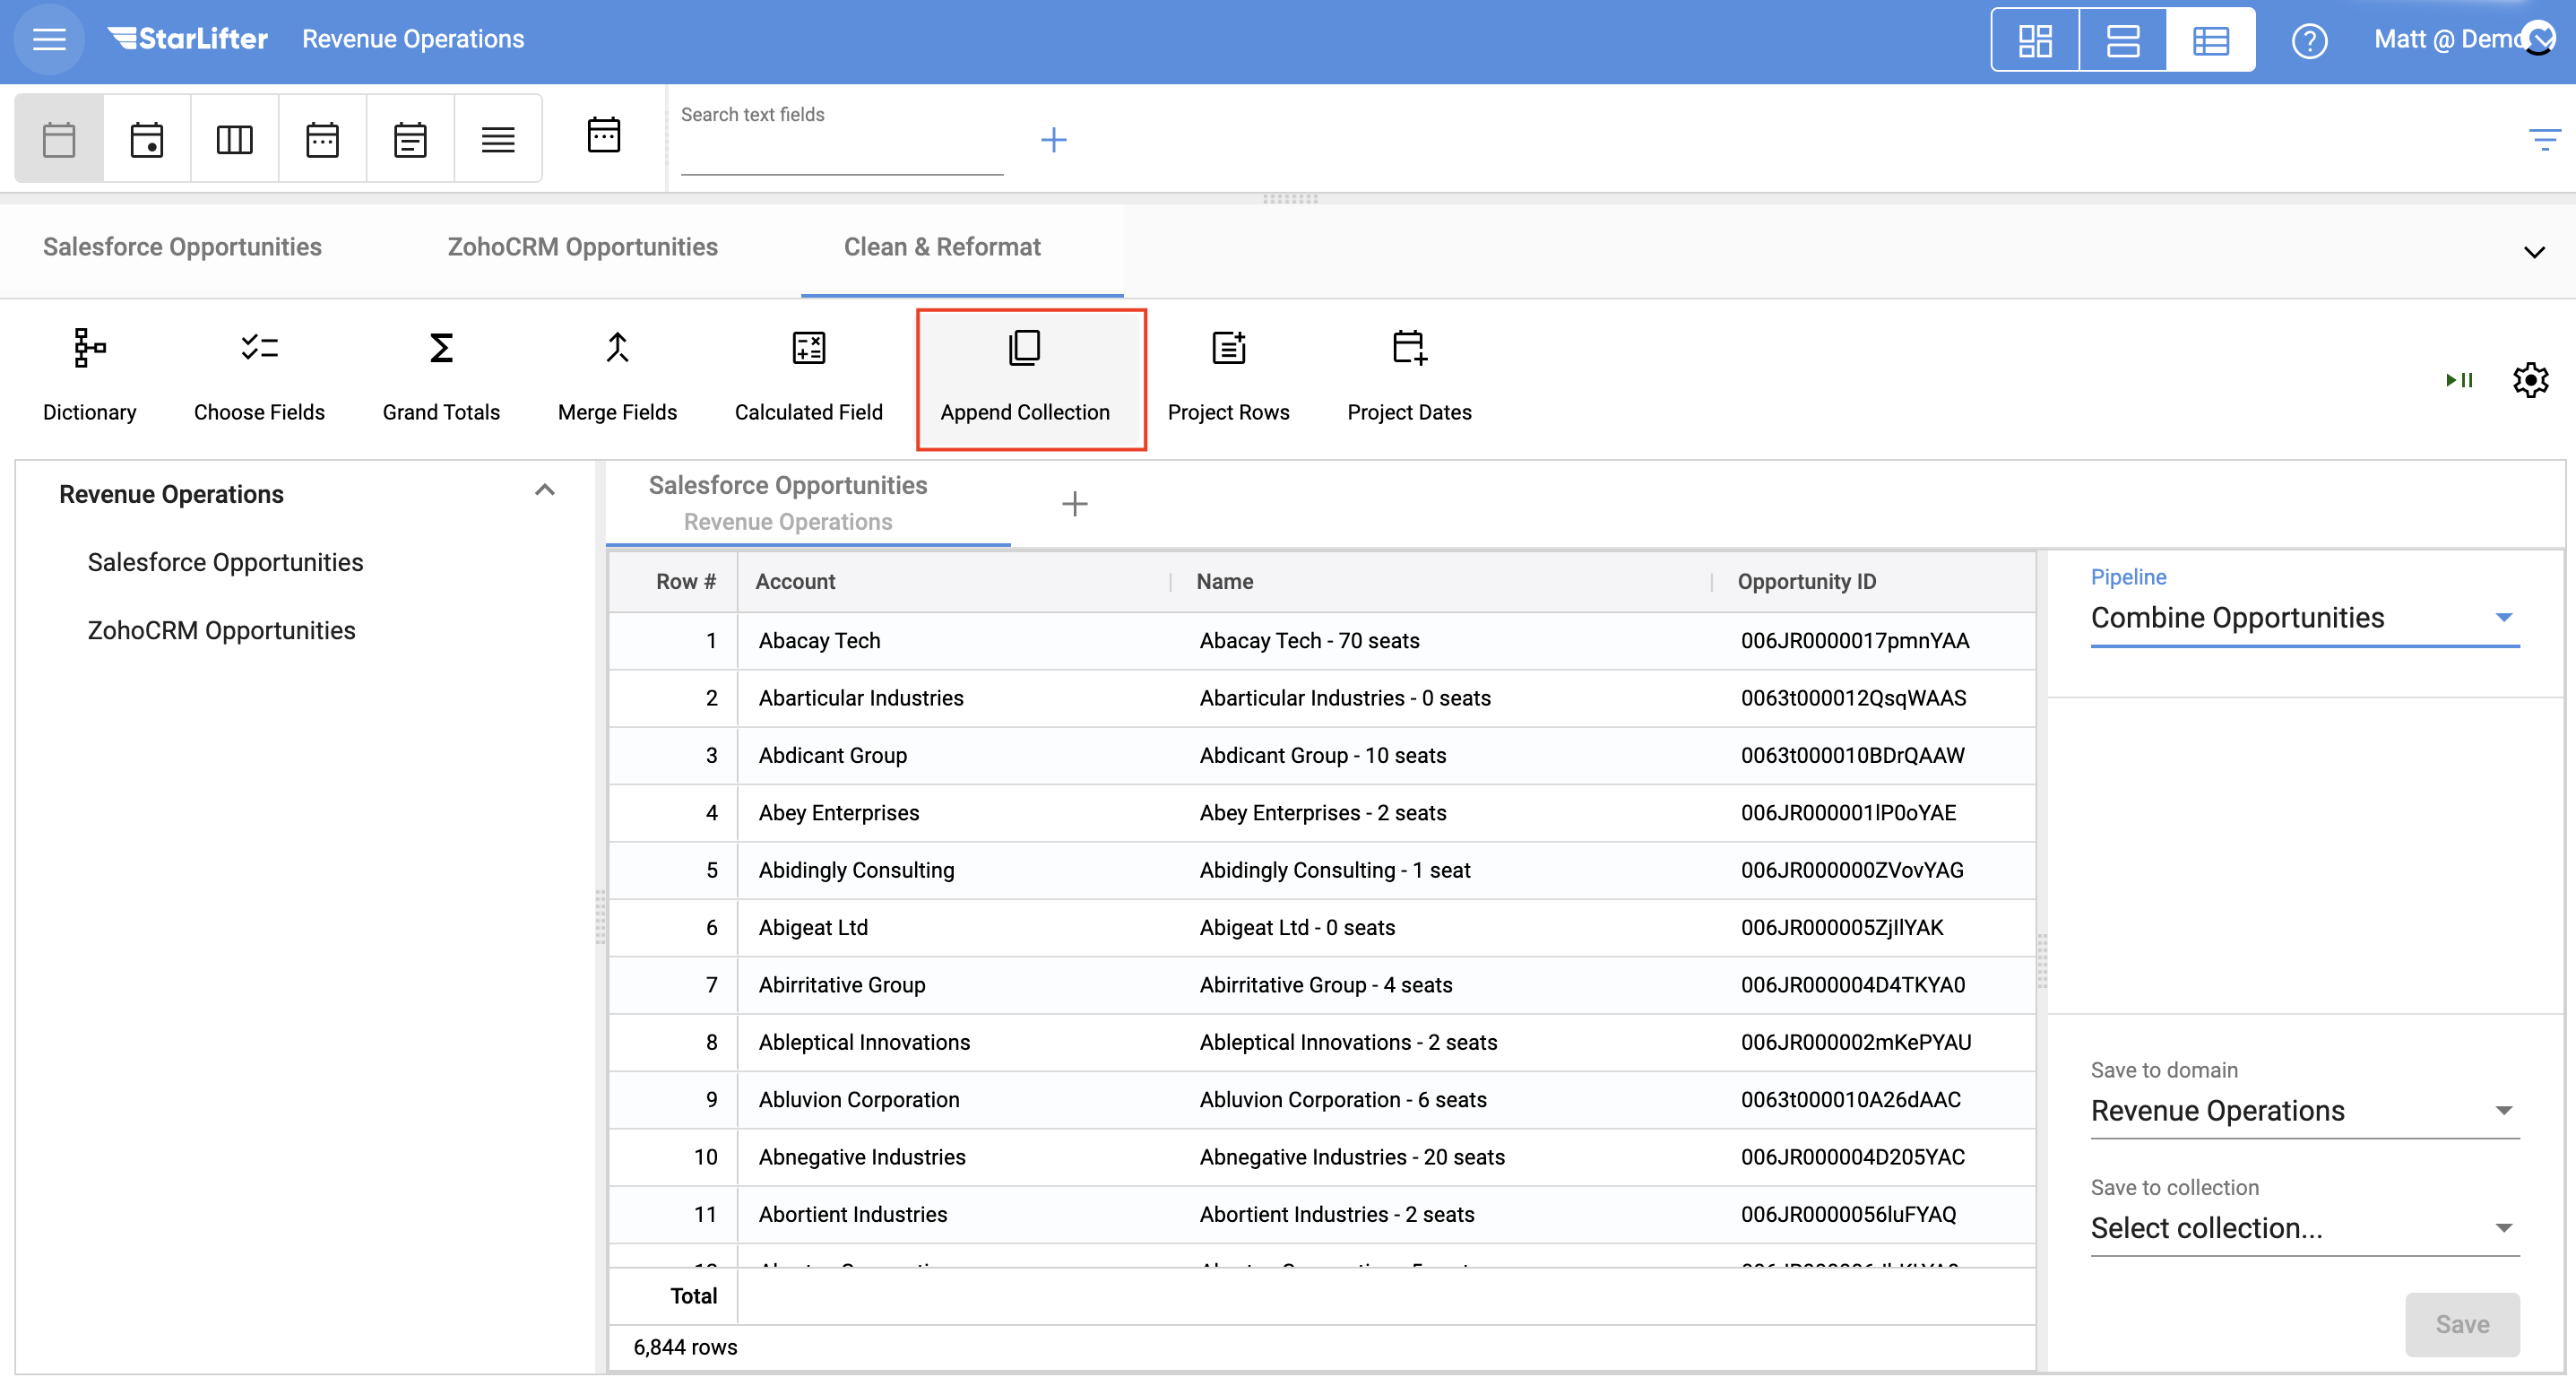 StarLifter Revenue Operations Matt @ Demo
Search text fields
Salesforce Opportunities ZohoCRM Opportunities Clean & Reformat
Dictionary Choose Fields Grand Totals Merge Fields Calculated Field Append Collection Project Rows Project Dates
Revenue Operations
Salesforce Opportunities
ZohoCRM Opportunities
Salesforce Opportunities
Revenue Operations
Row # Account Name Opportunity ID
1 Abacay Tech Abacay Tech - 70 seats 006JR0000017pmnYAA
2 Abarticular Industries Abarticular Industries - 0 seats 0063t000012QsqWAAS
3 Abdicant Group Abdicant Group - 10 seats 0063t000010BDrQAAW
4 Abey Enterprises Abey Enterprises - 2 seats 006JR000001lP0oYAE
5 Abidingly Consulting Abidingly Consulting - 1 seat 006JR000000ZVovYAG
6 Abigeat Ltd Abigeat Ltd - 0 seats 006JR000005ZjIlYAK
7 Abirritative Group Abirritative Group - 4 seats 006JR000004D4TKYA0
8 Ableptical Innovations Ableptical Innovations - 2 seats 006JR000002mKePYAU
9 Abluvion Corporation Abluvion Corporation - 6 seats 0063t000010A26dAAC
10 Abnegative Industries Abnegative Industries - 20 seats 006JR000004D205YAC
11 Abortient Industries Abortient Industries - 2 seats 006JR0000056luFYAQ
Total
6,844 rows
Pipeline
Combine Opportunities
Save to domain
Revenue Operations
Save to collection
Select collection...
Save